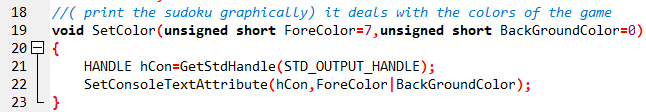 18 //( print the sudoku graphically) it deals with the colors of the game
19 void SetColor(unsigned short ForeColor=7,unsigned short BackGroundColor=0)
20 {
21 HANDLE hCon=GetStdHandle(STD_OUTPUT_HANDLE);
22 SetConsoleTextAttribute(hCon,ForeColor|BackGroundColor);
23 }